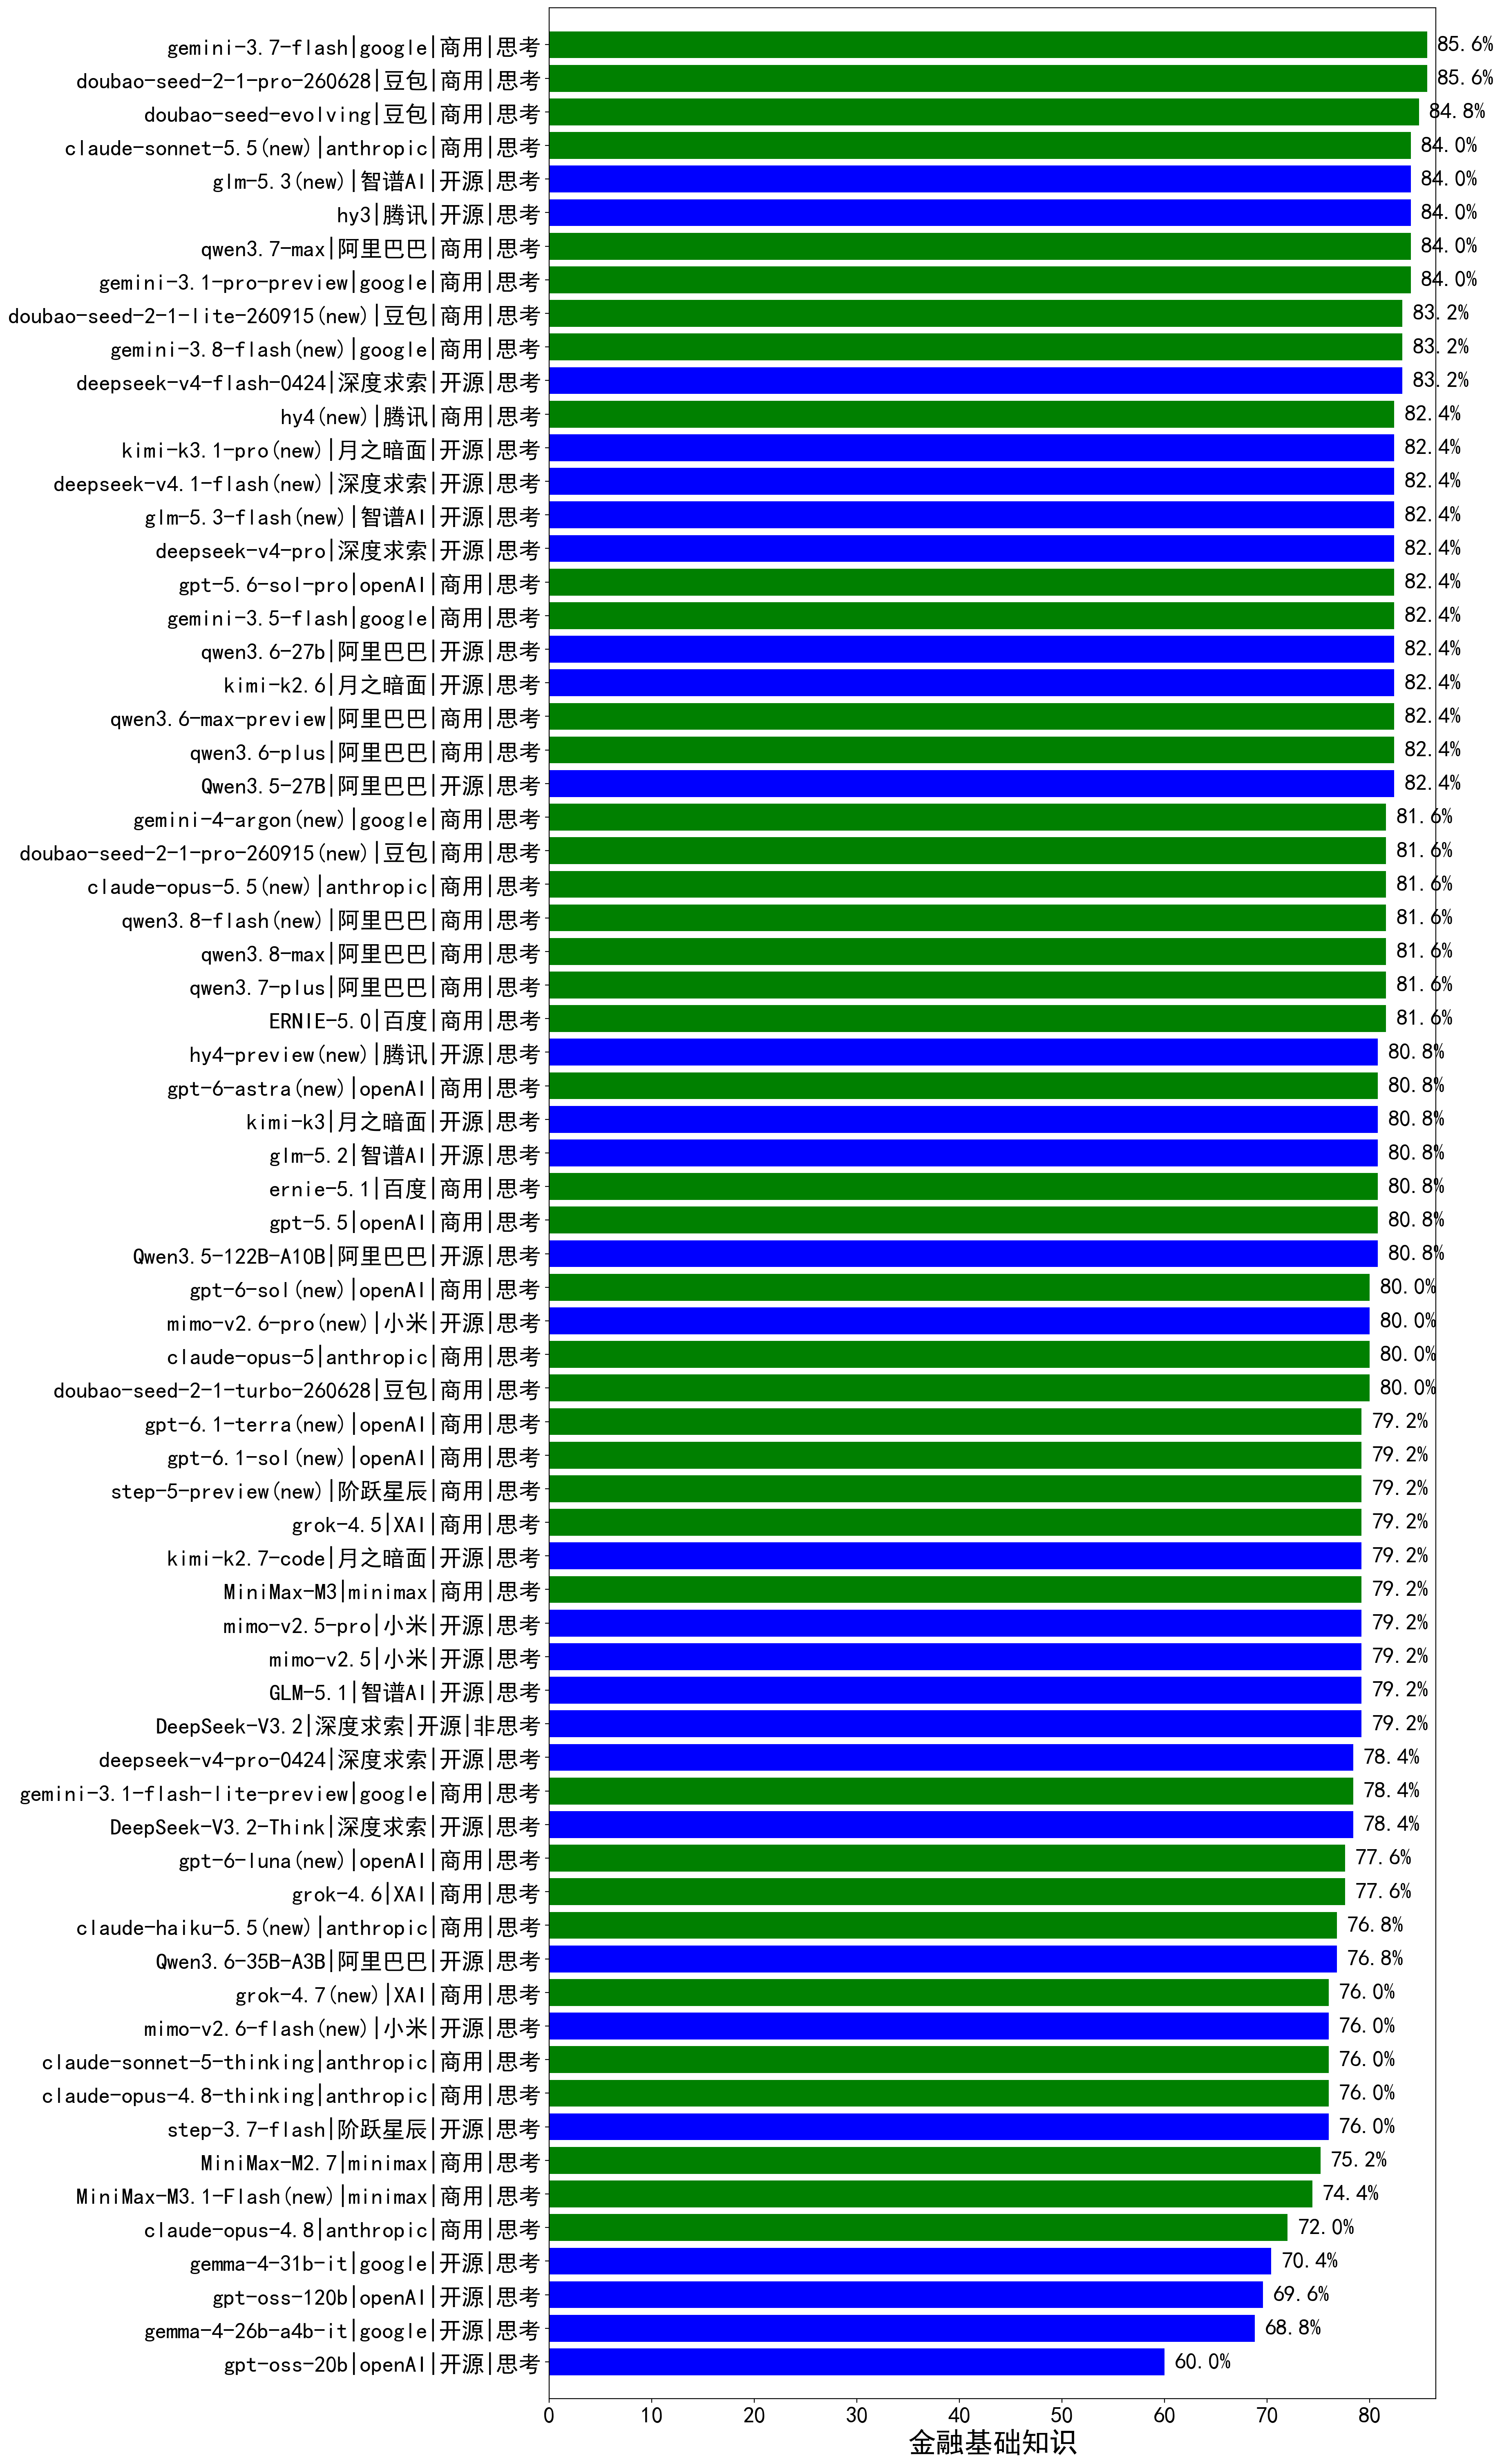 gemini-3.7-flash|google|商用|思考 85.6%
doubao-seed-2-1-pro-260628|豆包|商用|思考 85.6%
doubao-seed-evolving|豆包|商用|思考 84.8%
claude-sonnet-5.5(new)|anthropic|商用|思考 84.0%
glm-5.3(new)|智谱AI|开源|思考 84.0%
hy3|腾讯|开源|思考 84.0%
qwen3.7-max|阿里巴巴|商用|思考 84.0%
gemini-3.1-pro-preview|google|商用|思考 84.0%
doubao-seed-2-1-lite-260915(new)|豆包|商用|思考 83.2%
gemini-3.8-flash(new)|google|商用|思考 83.2%
deepseek-v4-flash-0424|深度求索|开源|思考 83.2%
hy4(new)|腾讯|商用|思考 82.4%
kimi-k3.1-pro(new)|月之暗面|开源|思考 82.4%
deepseek-v4.1-flash(new)|深度求索|开源|思考 82.4%
glm-5.3-flash(new)|智谱AI|开源|思考 82.4%
deepseek-v4-pro|深度求索|开源|思考 82.4%
gpt-5.6-sol-pro|openAI|商用|思考 82.4%
gemini-3.5-flash|google|商用|思考 82.4%
qwen3.6-27b|阿里巴巴|开源|思考 82.4%
kimi-k2.6|月之暗面|开源|思考 82.4%
qwen3.6-max-preview|阿里巴巴|商用|思考 82.4%
qwen3.6-plus|阿里巴巴|商用|思考 82.4%
Qwen3.5-27B|阿里巴巴|开源|思考 82.4%
gemini-4-argon(new)|google|商用|思考 81.6%
doubao-seed-2-1-pro-260915(new)|豆包|商用|思考 81.6%
claude-opus-5.5(new)|anthropic|商用|思考 81.6%
qwen3.8-flash(new)|阿里巴巴|商用|思考 81.6%
qwen3.8-max|阿里巴巴|商用|思考 81.6%
qwen3.7-plus|阿里巴巴|商用|思考 81.6%
ERNIE-5.0|百度|商用|思考 81.6%
hy4-preview(new)|腾讯|开源|思考 80.8%
gpt-6-astra(new)|openAI|商用|思考 80.8%
kimi-k3|月之暗面|开源|思考 80.8%
glm-5.2|智谱AI|开源|思考 80.8%
ernie-5.1|百度|商用|思考 80.8%
gpt-5.5|openAI|商用|思考 80.8%
Qwen3.5-122B-A10B|阿里巴巴|开源|思考 80.8%
gpt-6-sol(new)|openAI|商用|思考 80.0%
mimo-v2.6-pro(new)|小米|开源|思考 80.0%
claude-opus-5|anthropic|商用|思考 80.0%
doubao-seed-2-1-turbo-260628|豆包|商用|思考 80.0%
gpt-6.1-terra(new)|openAI|商用|思考 79.2%
gpt-6.1-sol(new)|openAI|商用|思考 79.2%
step-5-preview(new)|阶跃星辰|商用|思考 79.2%
grok-4.5|XAI|商用|思考 79.2%
kimi-k2.7-code|月之暗面|开源|思考 79.2%
MiniMax-M3|minimax|商用|思考 79.2%
mimo-v2.5-pro|小米|开源|思考 79.2%
mimo-v2.5|小米|开源|思考 79.2%
GLM-5.1|智谱AI|开源|思考 79.2%
DeepSeek-V3.2|深度求索|开源|非思考 79.2%
deepseek-v4-pro-0424|深度求索|开源|思考 78.4%
gemini-3.1-flash-lite-preview|google|商用|思考 78.4%
DeepSeek-V3.2-Think|深度求索|开源|思考 78.4%
gpt-6-luna(new)|openAI|商用|思考 77.6%
grok-4.6|XAI|商用|思考 77.6%
claude-haiku-5.5(new)|anthropic|商用|思考 76.8%
Qwen3.6-35B-A3B|阿里巴巴|开源|思考 76.8%
grok-4.7(new)|XAI|商用|思考 76.0%
mimo-v2.6-flash(new)|小米|开源|思考 76.0%
claude-sonnet-5-thinking|anthropic|商用|思考 76.0%
claude-opus-4.8-thinking|anthropic|商用|思考 76.0%
step-3.7-flash|阶跃星辰|开源|思考 76.0%
MiniMax-M2.7|minimax|商用|思考 75.2%
MiniMax-M3.1-Flash(new)|minimax|商用|思考 74.4%
claude-opus-4.8|anthropic|商用|思考 72.0%
gemma-4-31b-it|google|开源|思考 70.4%
gpt-oss-120b|openAI|开源|思考 69.6%
gemma-4-26b-a4b-it|google|开源|思考 68.8%
gpt-oss-20b|openAI|开源|思考 60.0%
0 10 20 30 40 50 60 70 80
金融基础知识